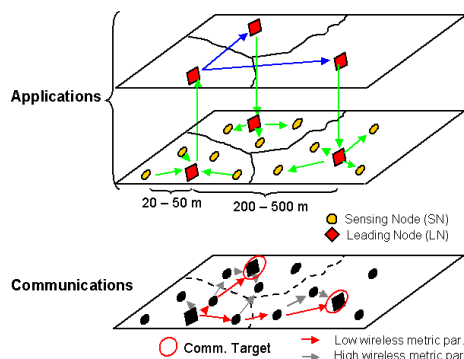 Applications
20 – 50 m
200 – 500 m
Sensing Node (SN)
Leading Node (LN)
Communications
Comm. Target
Low wireless metric par.
High wireless metric par.